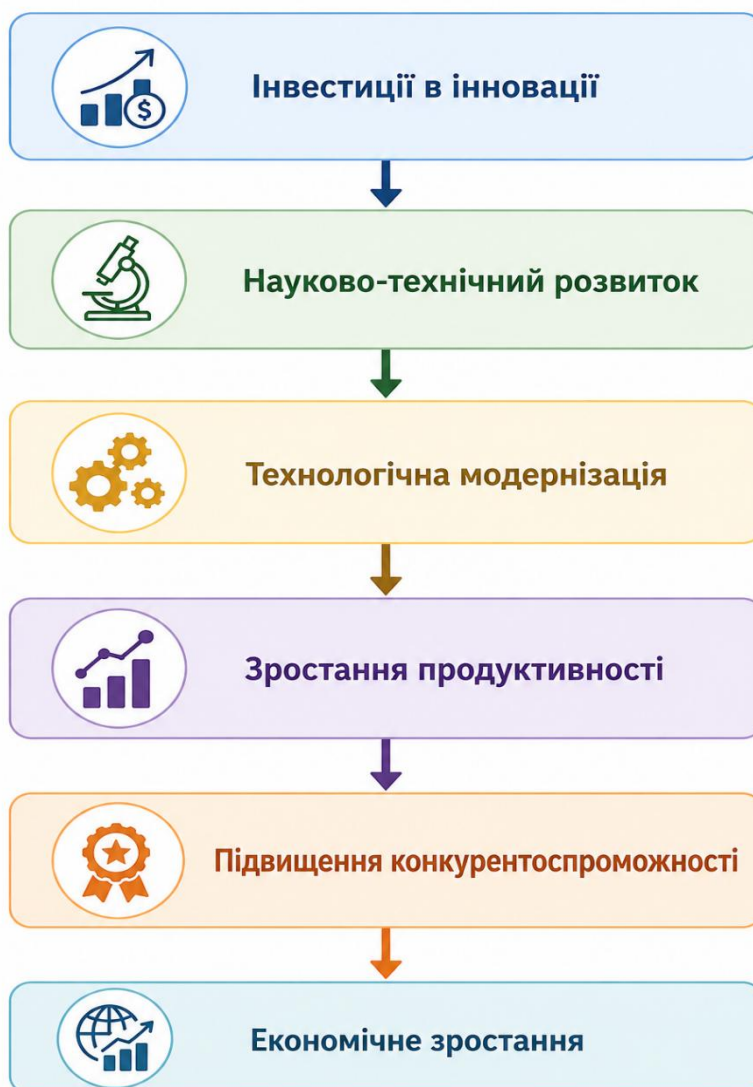 Інвестиції в інновації
Науково-технічний розвиток
Технологічна модернізація
Зростання продуктивності
Підвищення конкурентоспроможності
Економічне зростання